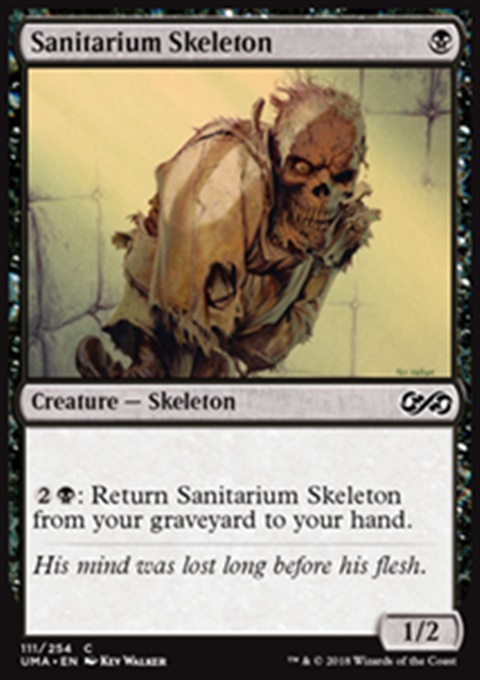 Sanitarium Skeleton
Creature — Skeleton
2 : Return Sanitarium Skeleton
from your graveyard to your hand.
His mind was lost long before his flesh.
1/2
111/254 C
UMA • EN Kev Walker
™ & © 2018 Wizards of the Coast